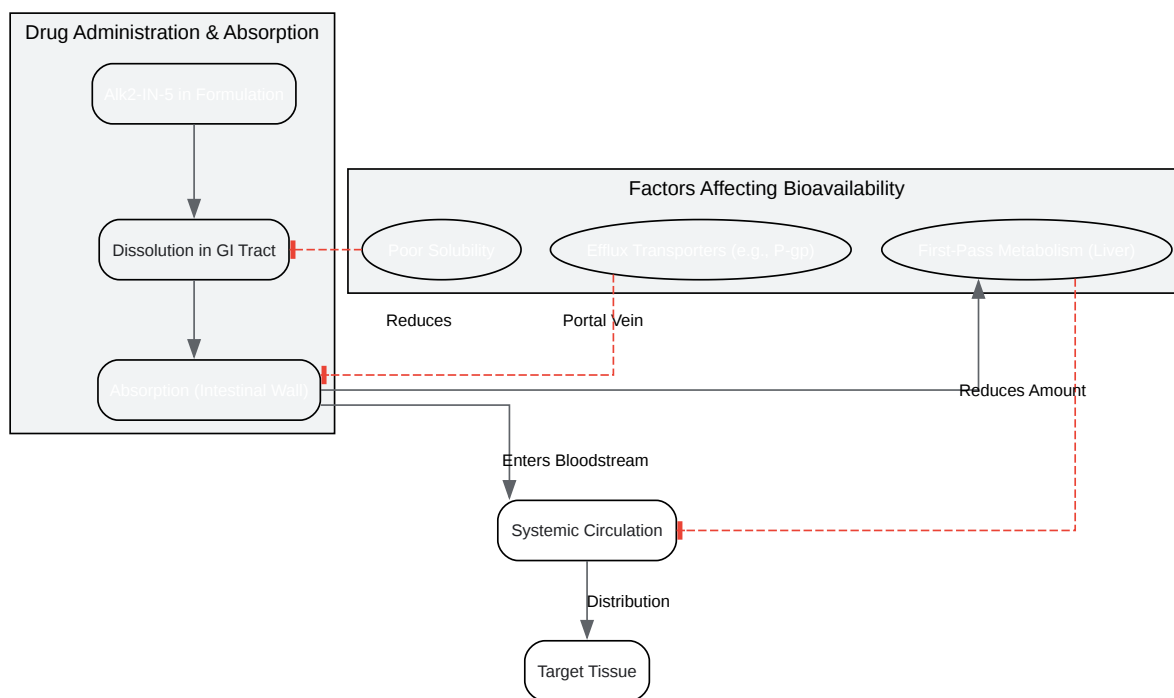 Drug Administration & Absorption
Alk2-IN-5 in Formulation
Factors Affecting Bioavailability
Dissolution in GI Tract
Poor Solubility
Efflux Transporters (e.g., P-gp)
First-Pass Metabolism (Liver)
Reduces
Portal Vein
Absorption (Intestinal Wall)
Reduces Amount
Enters Bloodstream
Systemic Circulation
Distribution
Target Tissue